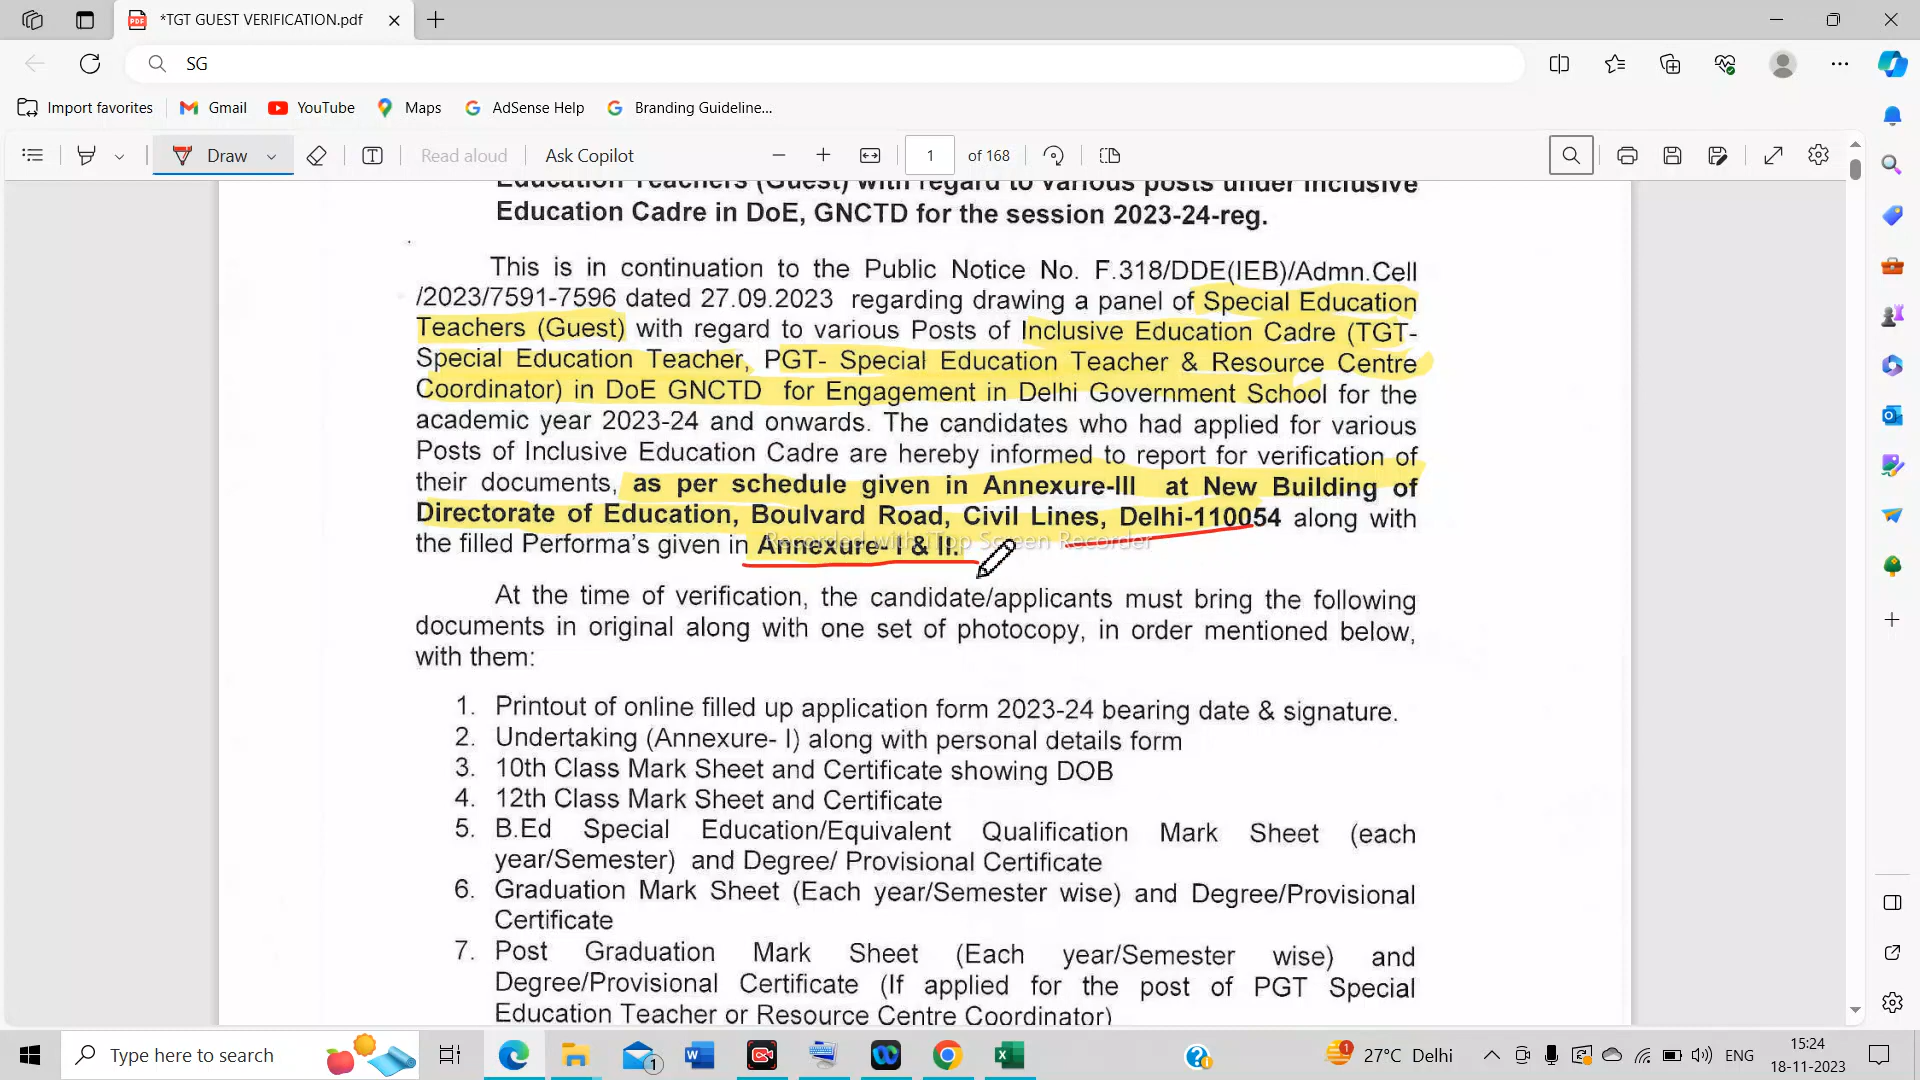 *TGT GUEST VERIFICATION.pdf
SG
Import favorites
Gmail
YouTube
Maps
AdSense Help
Branding Guideline...
Draw
Read aloud
Ask Copilot
1 of 168
Education Teachers (Guest) with regard to various posts under Inclusive
Education Cadre in DoE, GNCTD for the session 2023-24-reg.
This is in continuation to the Public Notice No. F.318/DDE(IEB)/Admn.Cell
/2023/7591-7596 dated 27.09.2023 regarding drawing a panel of Special Education
Teachers (Guest) with regard to various Posts of Inclusive Education Cadre (TGT-
Special Education Teacher, PGT- Special Education Teacher & Resource Centre
Coordinator) in DoE GNCTD for Engagement in Delhi Government School for the
academic year 2023-24 and onwards. The candidates who had applied for various
Posts of Inclusive Education Cadre are hereby informed to report for verification of
their documents, as per schedule given in Annexure-III at New Building of
Directorate of Education, Boulvard Road, Civil Lines, Delhi-110054 along with
the filled Performa's given in Annexure- I & II.
Recorded with iTop Screen Recorder
At the time of verification, the candidate/applicants must bring the following
documents in original along with one set of photocopy, in order mentioned below,
with them:
1. Printout of online filled up application form 2023-24 bearing date & signature.
2. Undertaking (Annexure- I) along with personal details form
3. 10th Class Mark Sheet and Certificate showing DOB
4. 12th Class Mark Sheet and Certificate
5. B.Ed Special Education/Equivalent Qualification Mark Sheet (each
year/Semester) and Degree/ Provisional Certificate
6. Graduation Mark Sheet (Each year/Semester wise) and Degree/Provisional
Certificate
7. Post Graduation Mark Sheet (Each year/Semester wise) and
Degree/Provisional Certificate (If applied for the post of PGT Special
Education Teacher or Resource Centre Coordinator)
Type here to search
1
1
27°C Delhi
ENG
15:24
18-11-2023